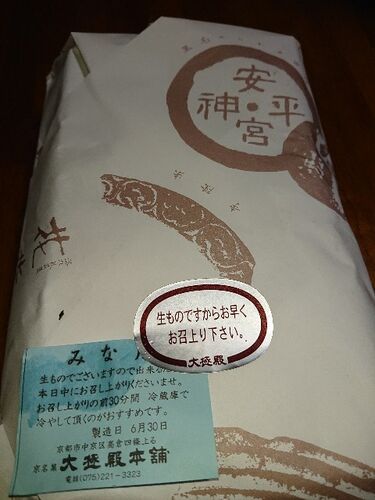 平
安
神
・
宮
花
生ものですからお早く
お召上り下さい。
大極殿
みな
生ものでございますので出来る
本日中にお召し上がりくださいませ。
お召し上がりの前30分間 冷蔵庫で
冷やして頂くのがおすすめです。
製造日 6月30日
京都市中京区高倉四條上る
京名菓 大極殿本舗
電話(075)221-3323